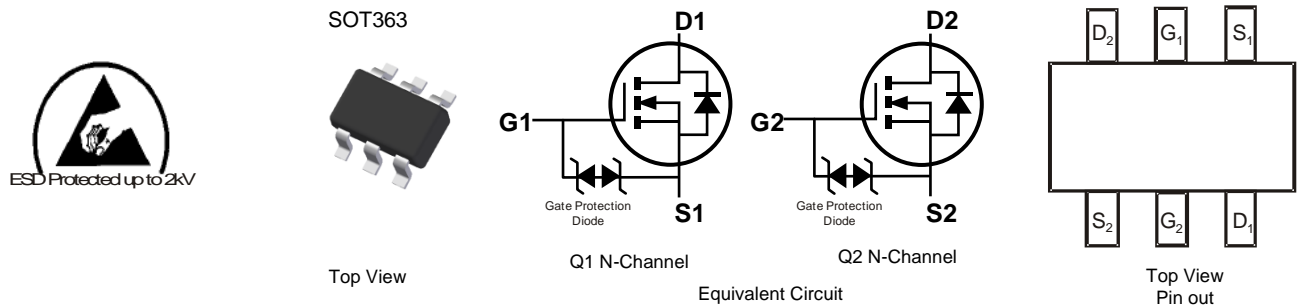 SOT363
ESD Protected up to 2kV
Top View
D1
G1
Gate Protection
Diode
S1
Q1 N-Channel
D2
G2
Gate Protection
Diode
S2
Q2 N-Channel
Equivalent Circuit
D₂ G₁ S₁
S₂ G₂ D₁
Top View
Pin out